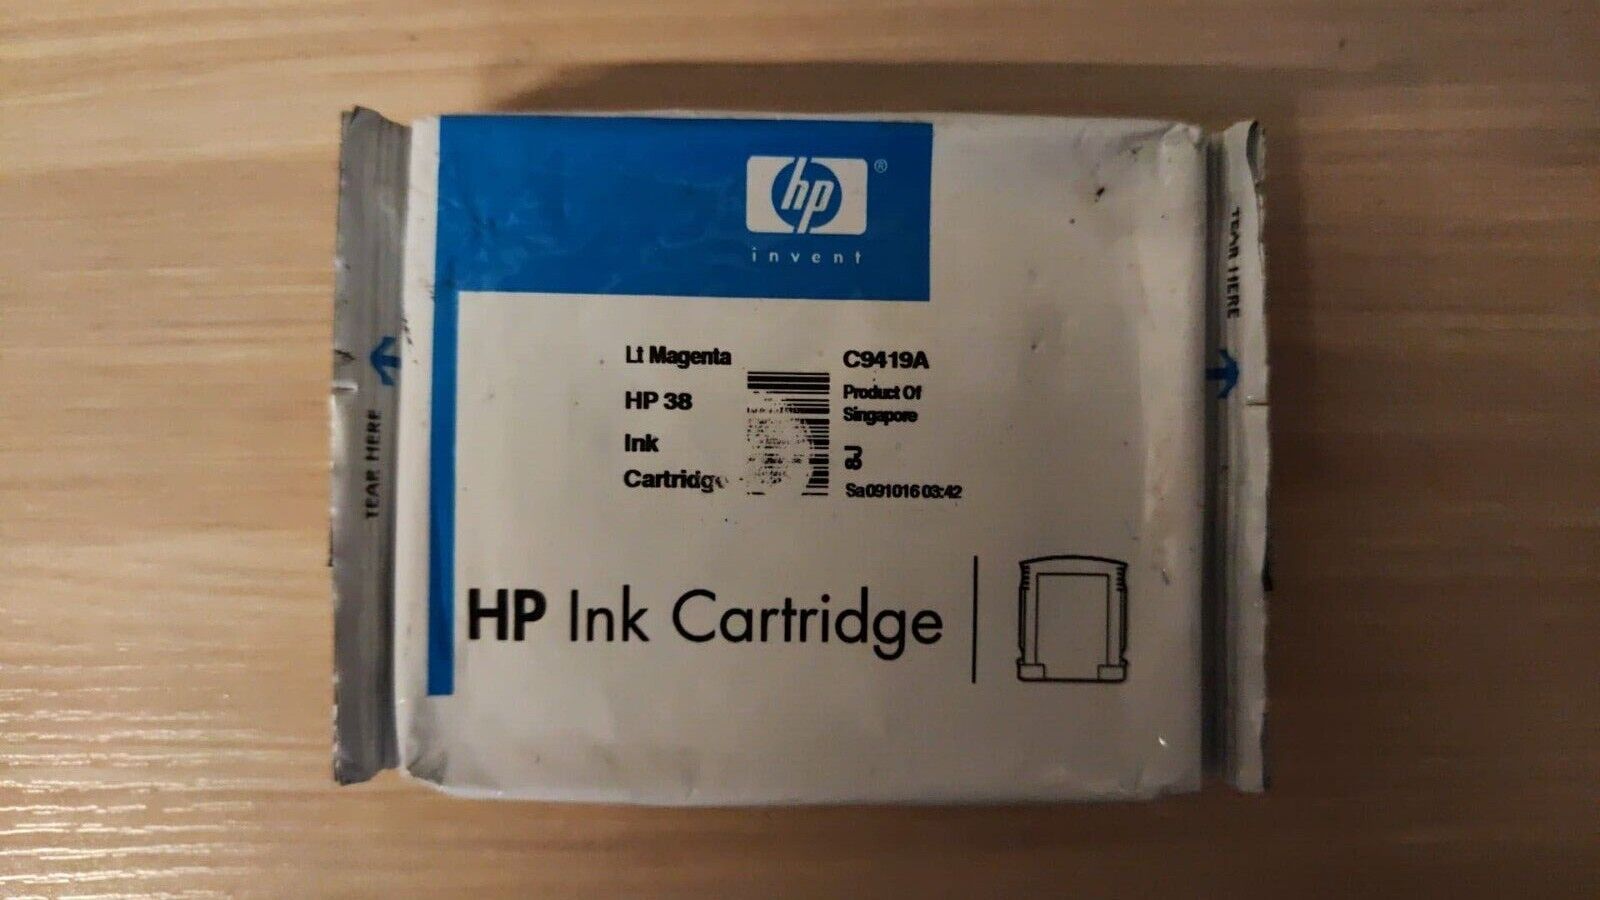 hp ®
invent
TEAR HERE
TEAR HERE
Lt Magenta
C9419A
HP 38
Product Of
Singapore
Ink
Cartridge
Sa091016 03:42
HP Ink Cartridge